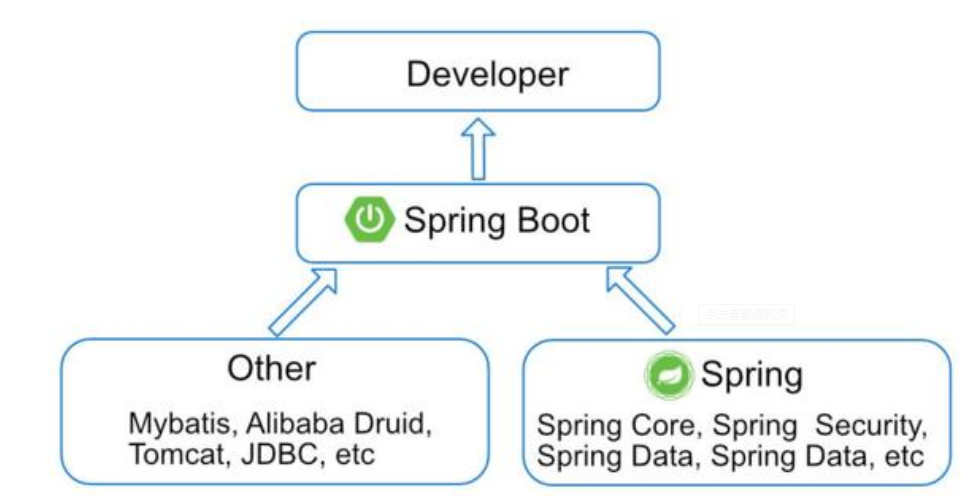 Developer
Spring Boot
Other
Mybatis, Alibaba Druid,
Tomcat, JDBC, etc
Spring
Spring Core, Spring Security,
Spring Data, Spring Data, etc